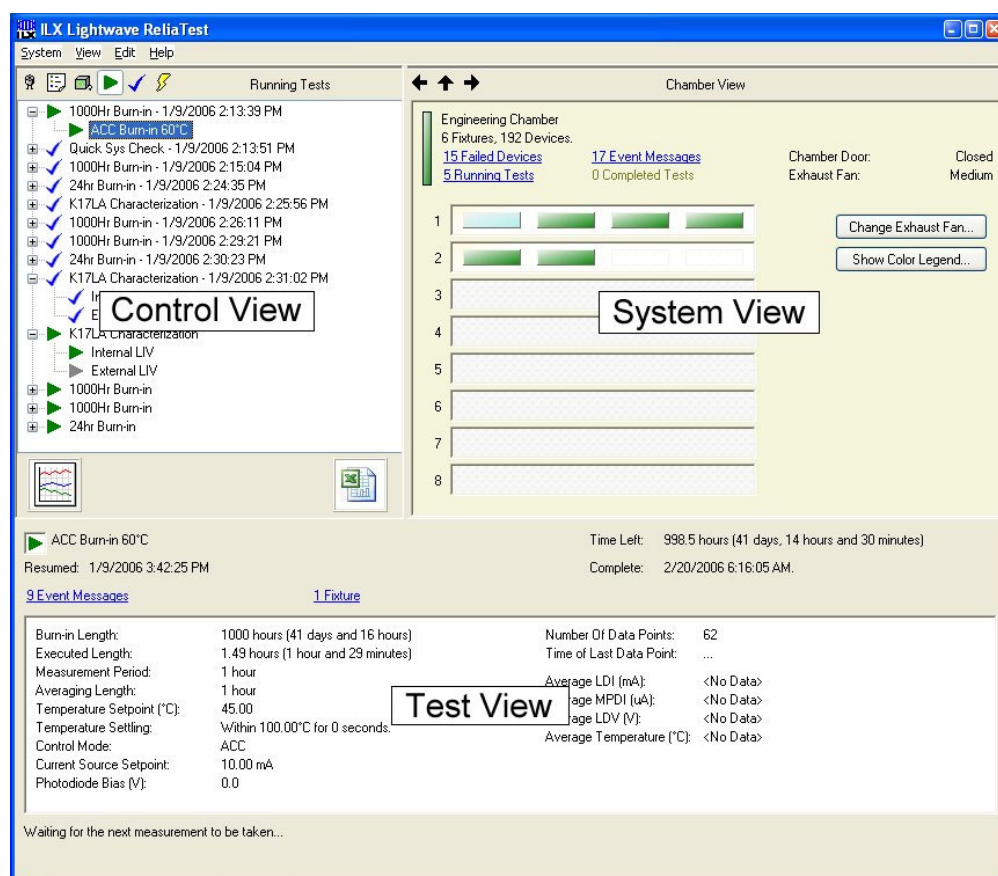 ILX Lightwave ReliaTest
System View Edit Help
Running Tests
1000Hr Burn-in - 1/9/2006 2:13:39 PM
ACC Burn-in 60°C
Quick Sys Check - 1/9/2006 2:13:51 PM
1000Hr Burn-in - 1/9/2006 2:15:04 PM
24hr Burn-in - 1/9/2006 2:24:35 PM
K17LA Characterization - 1/9/2006 2:25:56 PM
1000Hr Burn-in - 1/9/2006 2:26:11 PM
1000Hr Burn-in - 1/9/2006 2:29:21 PM
24hr Burn-in - 1/9/2006 2:30:23 PM
K17LA Characterization - 1/9/2006 2:31:02 PM
Control View
K17LA Characterization
Internal LIV
External LIV
1000Hr Burn-in
1000Hr Burn-in
24hr Burn-in
Chamber View
Engineering Chamber
6 Fixtures, 192 Devices.
15 Failed Devices 17 Event Messages Chamber Door: Closed
5 Running Tests 0 Completed Tests Exhaust Fan: Medium
1 Change Exhaust Fan...
2 Show Color Legend...
3
System View
4
5
6
7
8
ACC Burn-in 60°C Time Left: 998.5 hours (41 days, 14 hours and 30 minutes)
Resumed: 1/9/2006 3:42:25 PM Complete: 2/20/2006 6:16:05 AM.
9 Event Messages 1 Fixture
Burn-in Length: 1000 hours (41 days and 16 hours) Number Of Data Points: 62
Executed Length: 1.49 hours (1 hour and 29 minutes) Time of Last Data Point: ...
Measurement Period: 1 hour
Averaging Length: 1 hour Average LDI (mA): <No Data>
Temperature Setpoint (°C): 45.00 MPDI (uA): <No Data>
Test View
Temperature Settling: Within 100.00°C for 0 seconds. LDV (V): <No Data>
Control Mode: ACC Average Temperature (°C): <No Data>
Current Source Setpoint: 10.00 mA
Photodiode Bias (V): 0.0
Waiting for the next measurement to be taken...